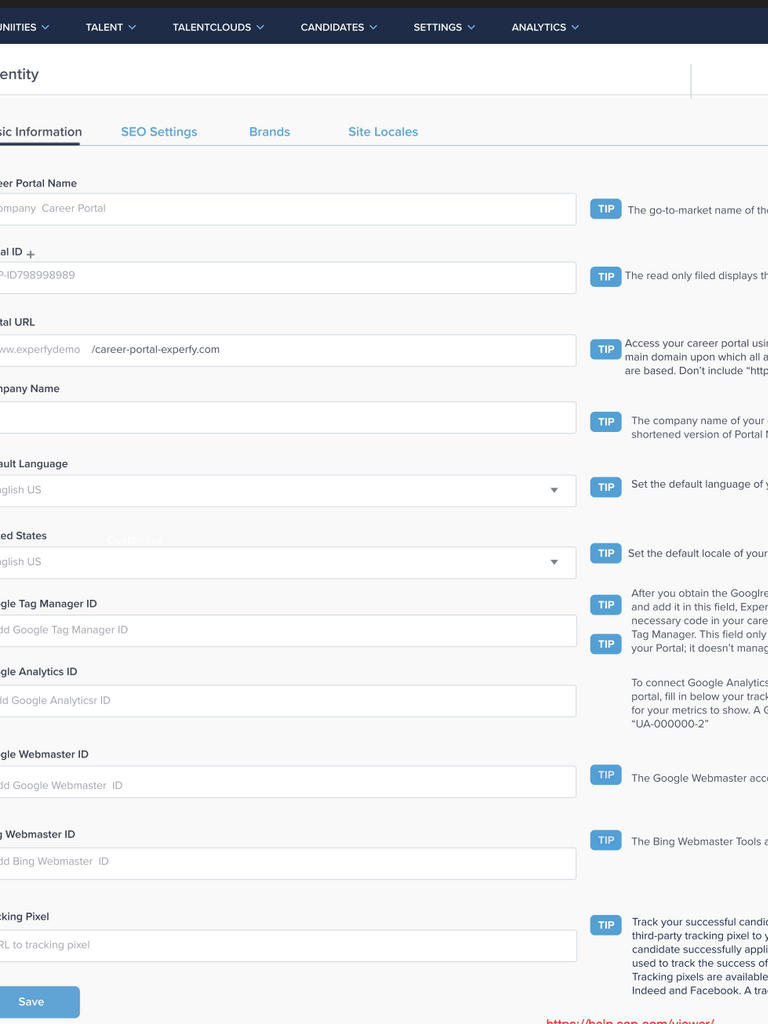 UNIITIES TALENT TALENTCLOUDS CANDIDATES SETTINGS ANALYTICS
entity
sic Information SEO Settings Brands Site Locales
eer Portal Name
ompany Career Portal
TIP The go-to-market name of the
al ID +
P-ID798998989
TIP The read only filed displays th
tal URL
ww.experfydemo /career-portal-experfy.com
TIP Access your career portal usin
main domain upon which all a
are based. Don't include “http
mpany Name
TIP The company name of your
shortened version of Portal N
ault Language
nglish US
TIP Set the default language of y
ed States
Customize
nglish US
TIP Set the default locale of your
gle Tag Manager ID
dd Google Tag Manager ID
TIP After you obtain the Googlre
and add it in this field, Exper
necessary code in your care
TIP Tag Manager. This field only
your Portal; it doesn't manag
gle Analytics ID
dd Google Analyticsr ID
To connect Google Analytics
portal, fill in below your track
for your metrics to show. A G
“UA-000000-2”
gle Webmaster ID
dd Google Webmaster ID
TIP The Google Webmaster acc
g Webmaster ID
dd Bing Webmaster ID
TIP The Bing Webmaster Tools a
cking Pixel
RL to tracking pixel
TIP Track your successful candid
third-party tracking pixel to y
candidate successfully appli
used to track the success of
Tracking pixels are available
Indeed and Facebook. A trac
Save
https://help.sap.com/viewer/